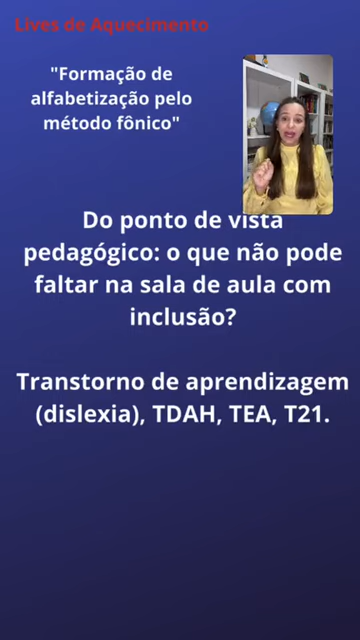 Lives de Aquecimento
"Formação de
alfabetização pelo
método fônico"
Do ponto de vista
pedagógico: o que não pode
faltar na sala de aula com
inclusão?
Transtorno de aprendizagem
(dislexia), TDAH, TEA, T21.